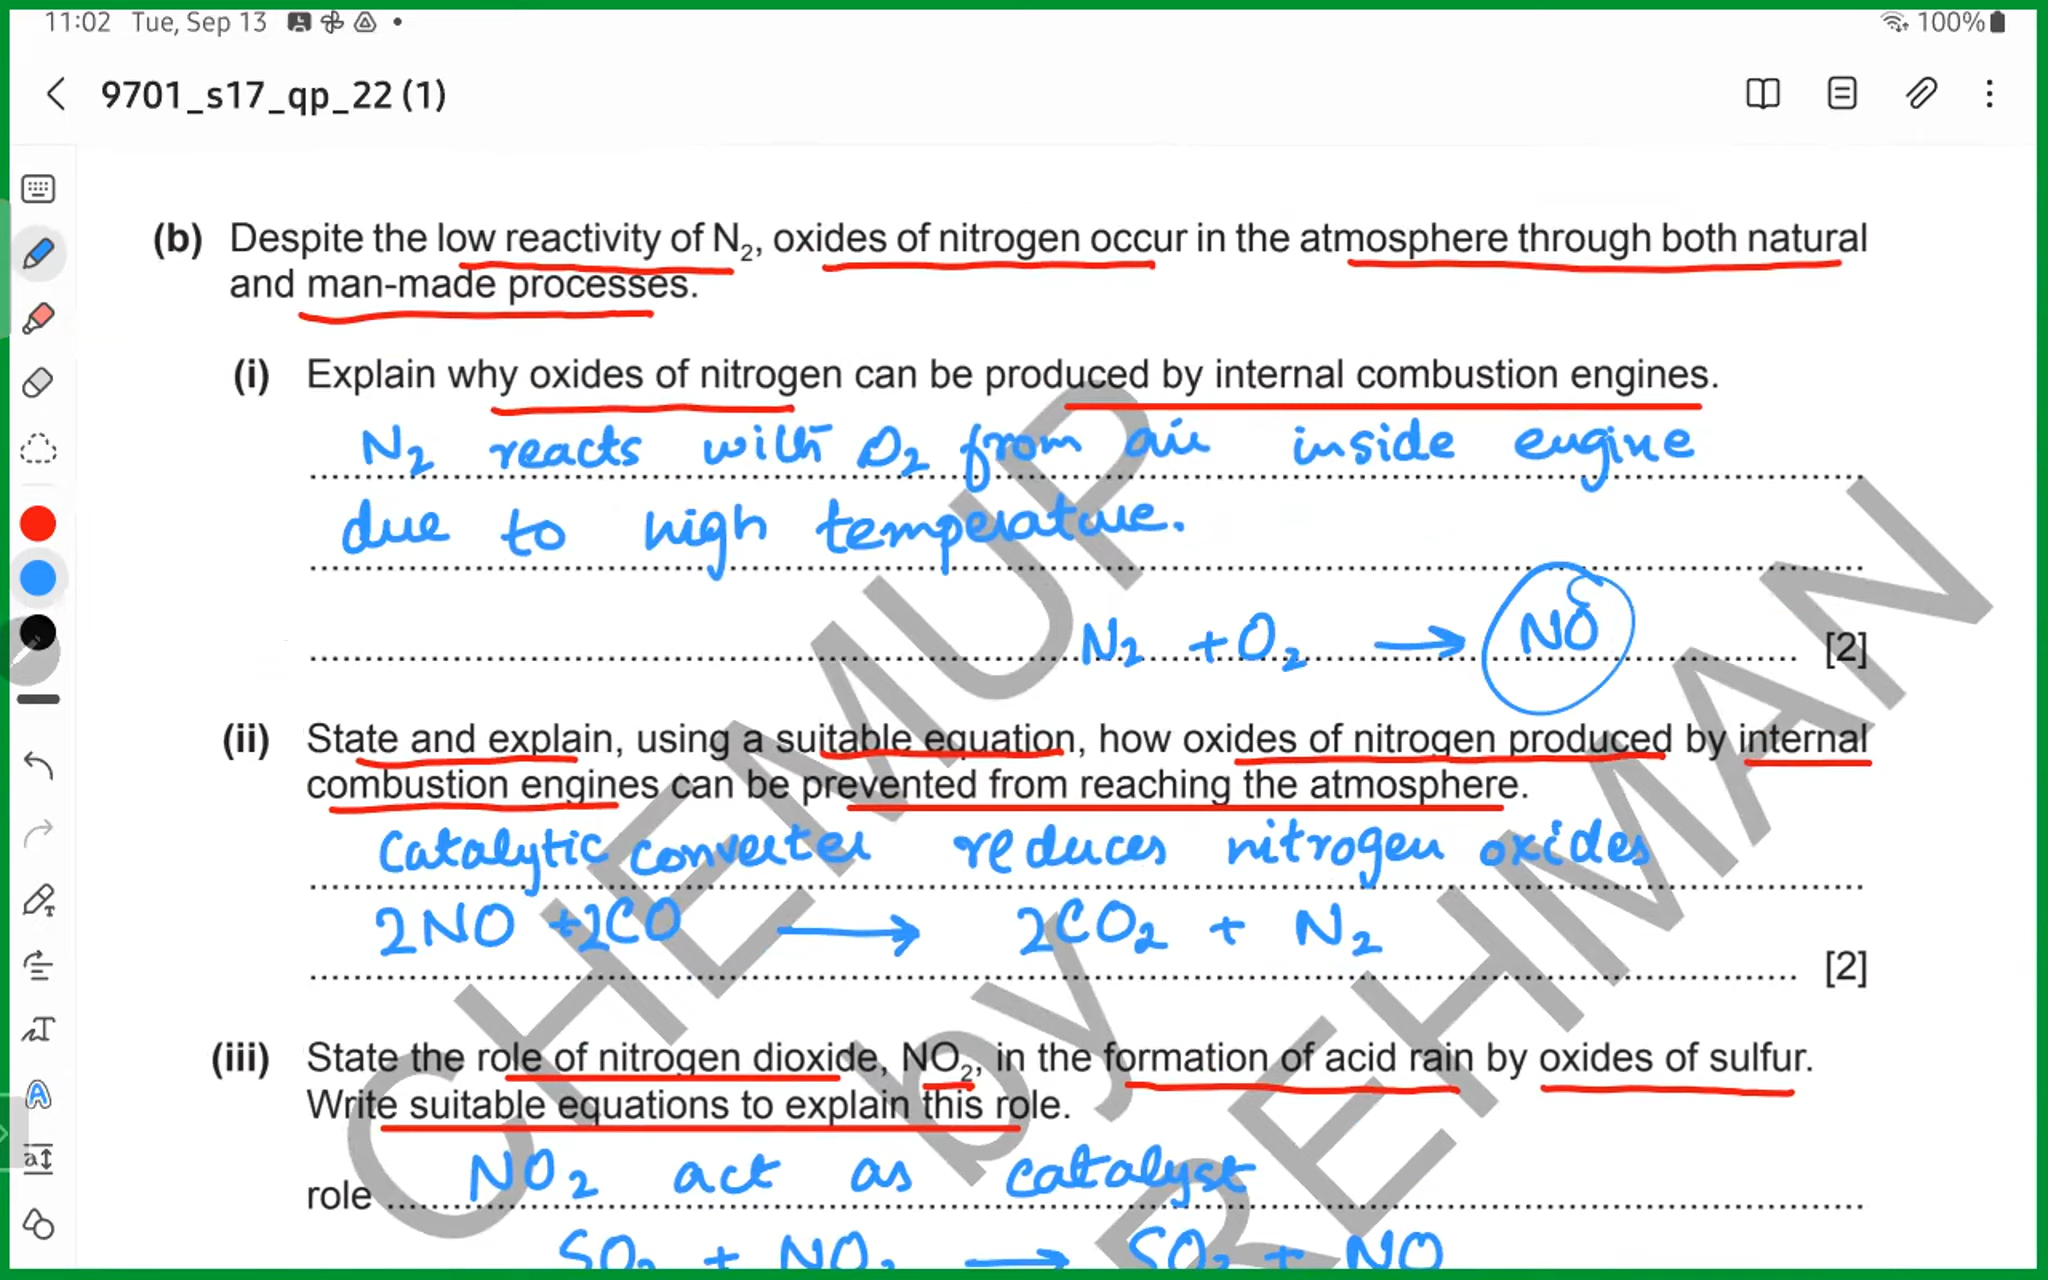 11:02 Tue, Sep 13 100%
9701_s17_qp_22 (1)
(b) Despite the low reactivity of N₂, oxides of nitrogen occur in the atmosphere through both natural
and man-made processes.
(i) Explain why oxides of nitrogen can be produced by internal combustion engines.
N₂ reacts with O₂ from air inside engine
due to high temperature.
N₂ + O₂ → NO [2]
(ii) State and explain, using a suitable equation, how oxides of nitrogen produced by internal
combustion engines can be prevented from reaching the atmosphere.
Catalytic converter reduces nitrogen oxides
2NO + 2CO → 2CO₂ + N₂
[2]
(iii) State the role of nitrogen dioxide, NO₂, in the formation of acid rain by oxides of sulfur.
Write suitable equations to explain this role.
role NO₂ act as catalyst
SO₂ + NO₂ → SO₃ + NO
CHEMUP
by
REHMAN